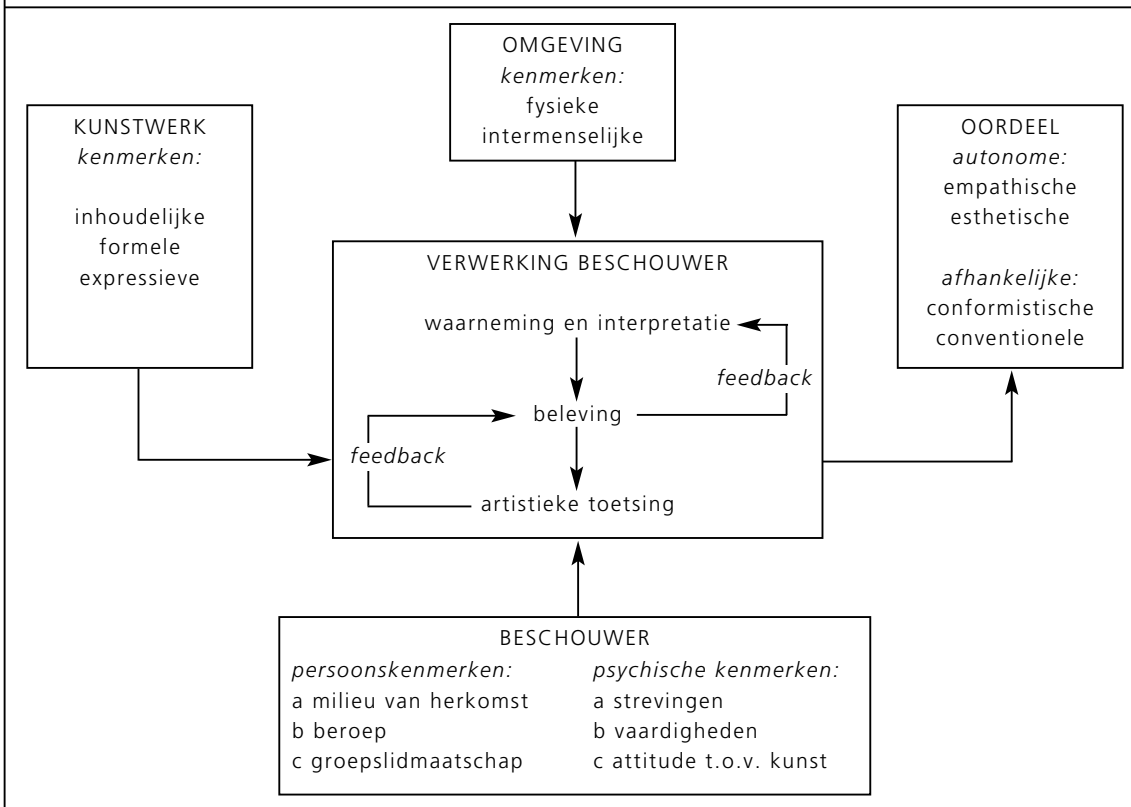 OMGEVING
kenmerken:
fysieke
intermenselijke
KUNSTWERK
kenmerken:
inhoudelijke
formele
expressieve
OORDEEL
autonome:
empathische
esthetische
afhankelijke:
conformistische
conventionele
VERWERKING BESCHOUWER
waarneming en interpretatie
feedback
beleving
feedback
artistieke toetsing
BESCHOUWER
persoonskenmerken:
a milieu van herkomst
b beroep
c groepslidmaatschap
psychische kenmerken:
a strevingen
b vaardigheden
c attitude t.o.v. kunst